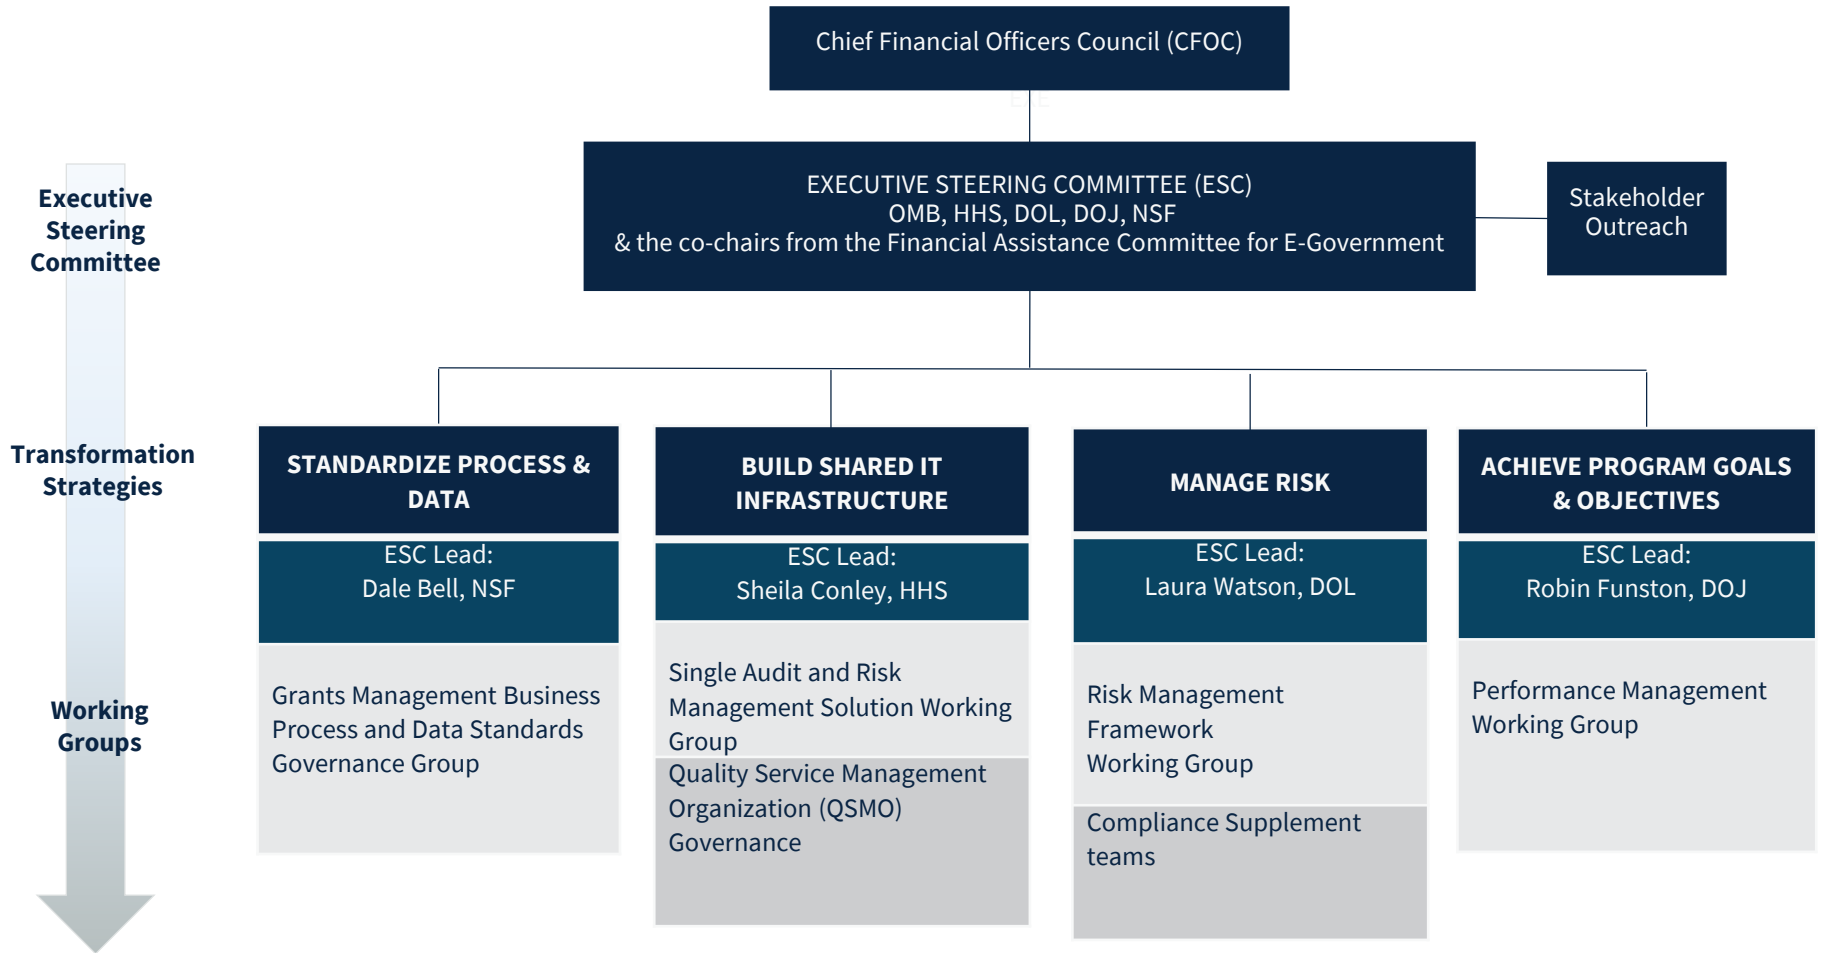 Chief Financial Officers Council (CFOC)
EXE
EXECUTIVE STEERING COMMITTEE (ESC)
OMB, HHS, DOL, DOJ, NSF
& the co-chairs from the Financial Assistance Committee for E-Government
Stakeholder
Outreach
Executive
Steering
Committee
Transformation
Strategies
Working
Groups
STANDARDIZE PROCESS &
DATA
ESC Lead:
Dale Bell, NSF
Grants Management Business
Process and Data Standards
Governance Group
BUILD SHARED IT
INFRASTRUCTURE
ESC Lead:
Sheila Conley, HHS
Single Audit and Risk
Management Solution Working
Group
Quality Service Management
Organization (QSMO)
Governance
MANAGE RISK
ESC Lead:
Laura Watson, DOL
Risk Management
Framework
Working Group
Compliance Supplement
teams
ACHIEVE PROGRAM GOALS
& OBJECTIVES
ESC Lead:
Robin Funston, DOJ
Performance Management
Working Group